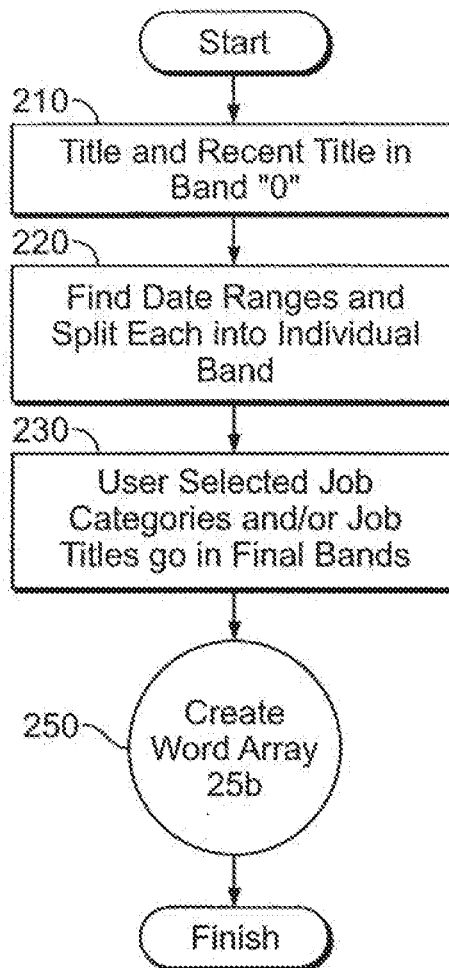 Start
210
Title and Recent Title in
Band "0"
220
Find Date Ranges and
Split Each into Individual
Band
230
User Selected Job
Categories and/or Job
Titles go in Final Bands
250
Create
Word Array
25b
Finish